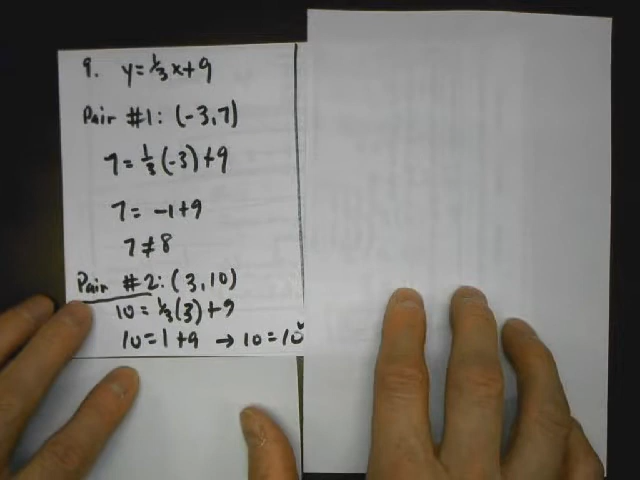 9. y=⅓x+9
Pair #1: (-3,7)
7=⅓(-3)+9
7= -1+9
7≠8
Pair #2: (3,10)
10=⅓(3)+9
10=1+9 → 10=10✓